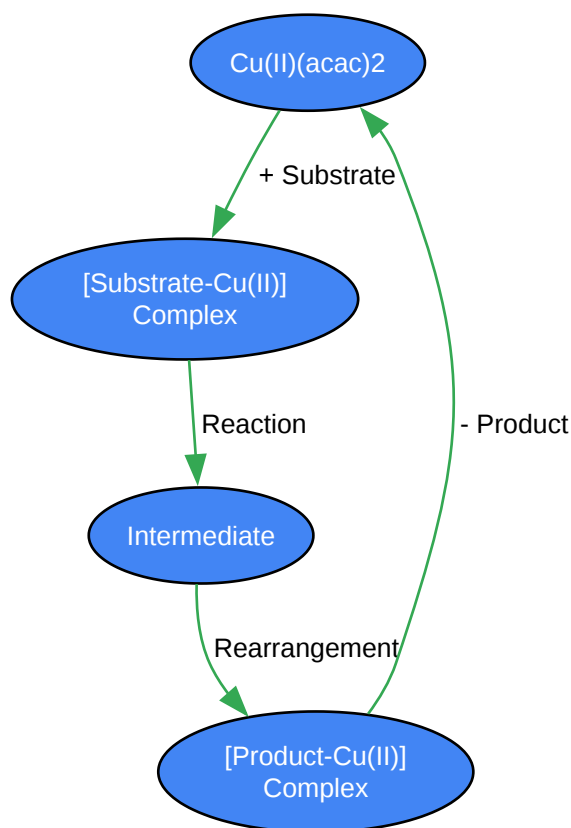 Cu(II)(acac)2
+ Substrate
[Substrate-Cu(II)]
Complex
Reaction
- Product
Intermediate
Rearrangement
[Product-Cu(II)]
Complex